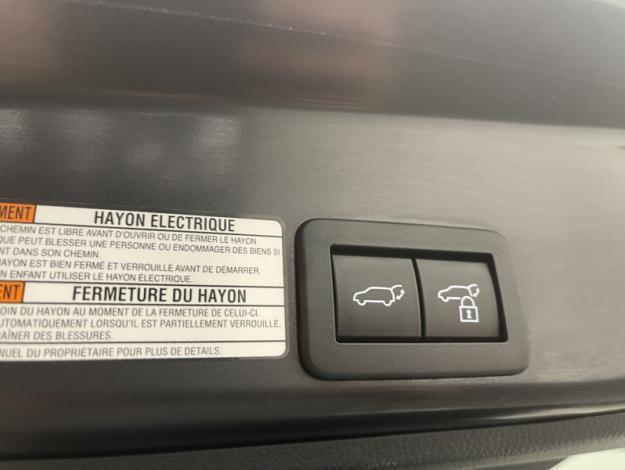 MENT HAYON ELECTRIQUE
CHEMIN EST LIBRE AVANT D'OUVRIR OU DE FERMER LE HAYON.
QUE PEUT BLESSER UNE PERSONNE OU ENDOMMAGER DES BIENS SI
NT DANS SON CHEMIN.
HAYON EST BIEN FERMÉ ET VERROUILLÉ AVANT DE DÉMARRER.
N ENFANT UTILISER LE HAYON ÉLECTRIQUE.
ENT FERMETURE DU HAYON
OIN DU HAYON AU MOMENT DE LA FERMETURE DE CELUI-CI.
AUTOMATIQUEMENT LORSQU'IL EST PARTIELLEMENT VERROUILLÉ,
RAÎNER DES BLESSURES.
NUEL DU PROPRIÉTAIRE POUR PLUS DE DÉTAILS.